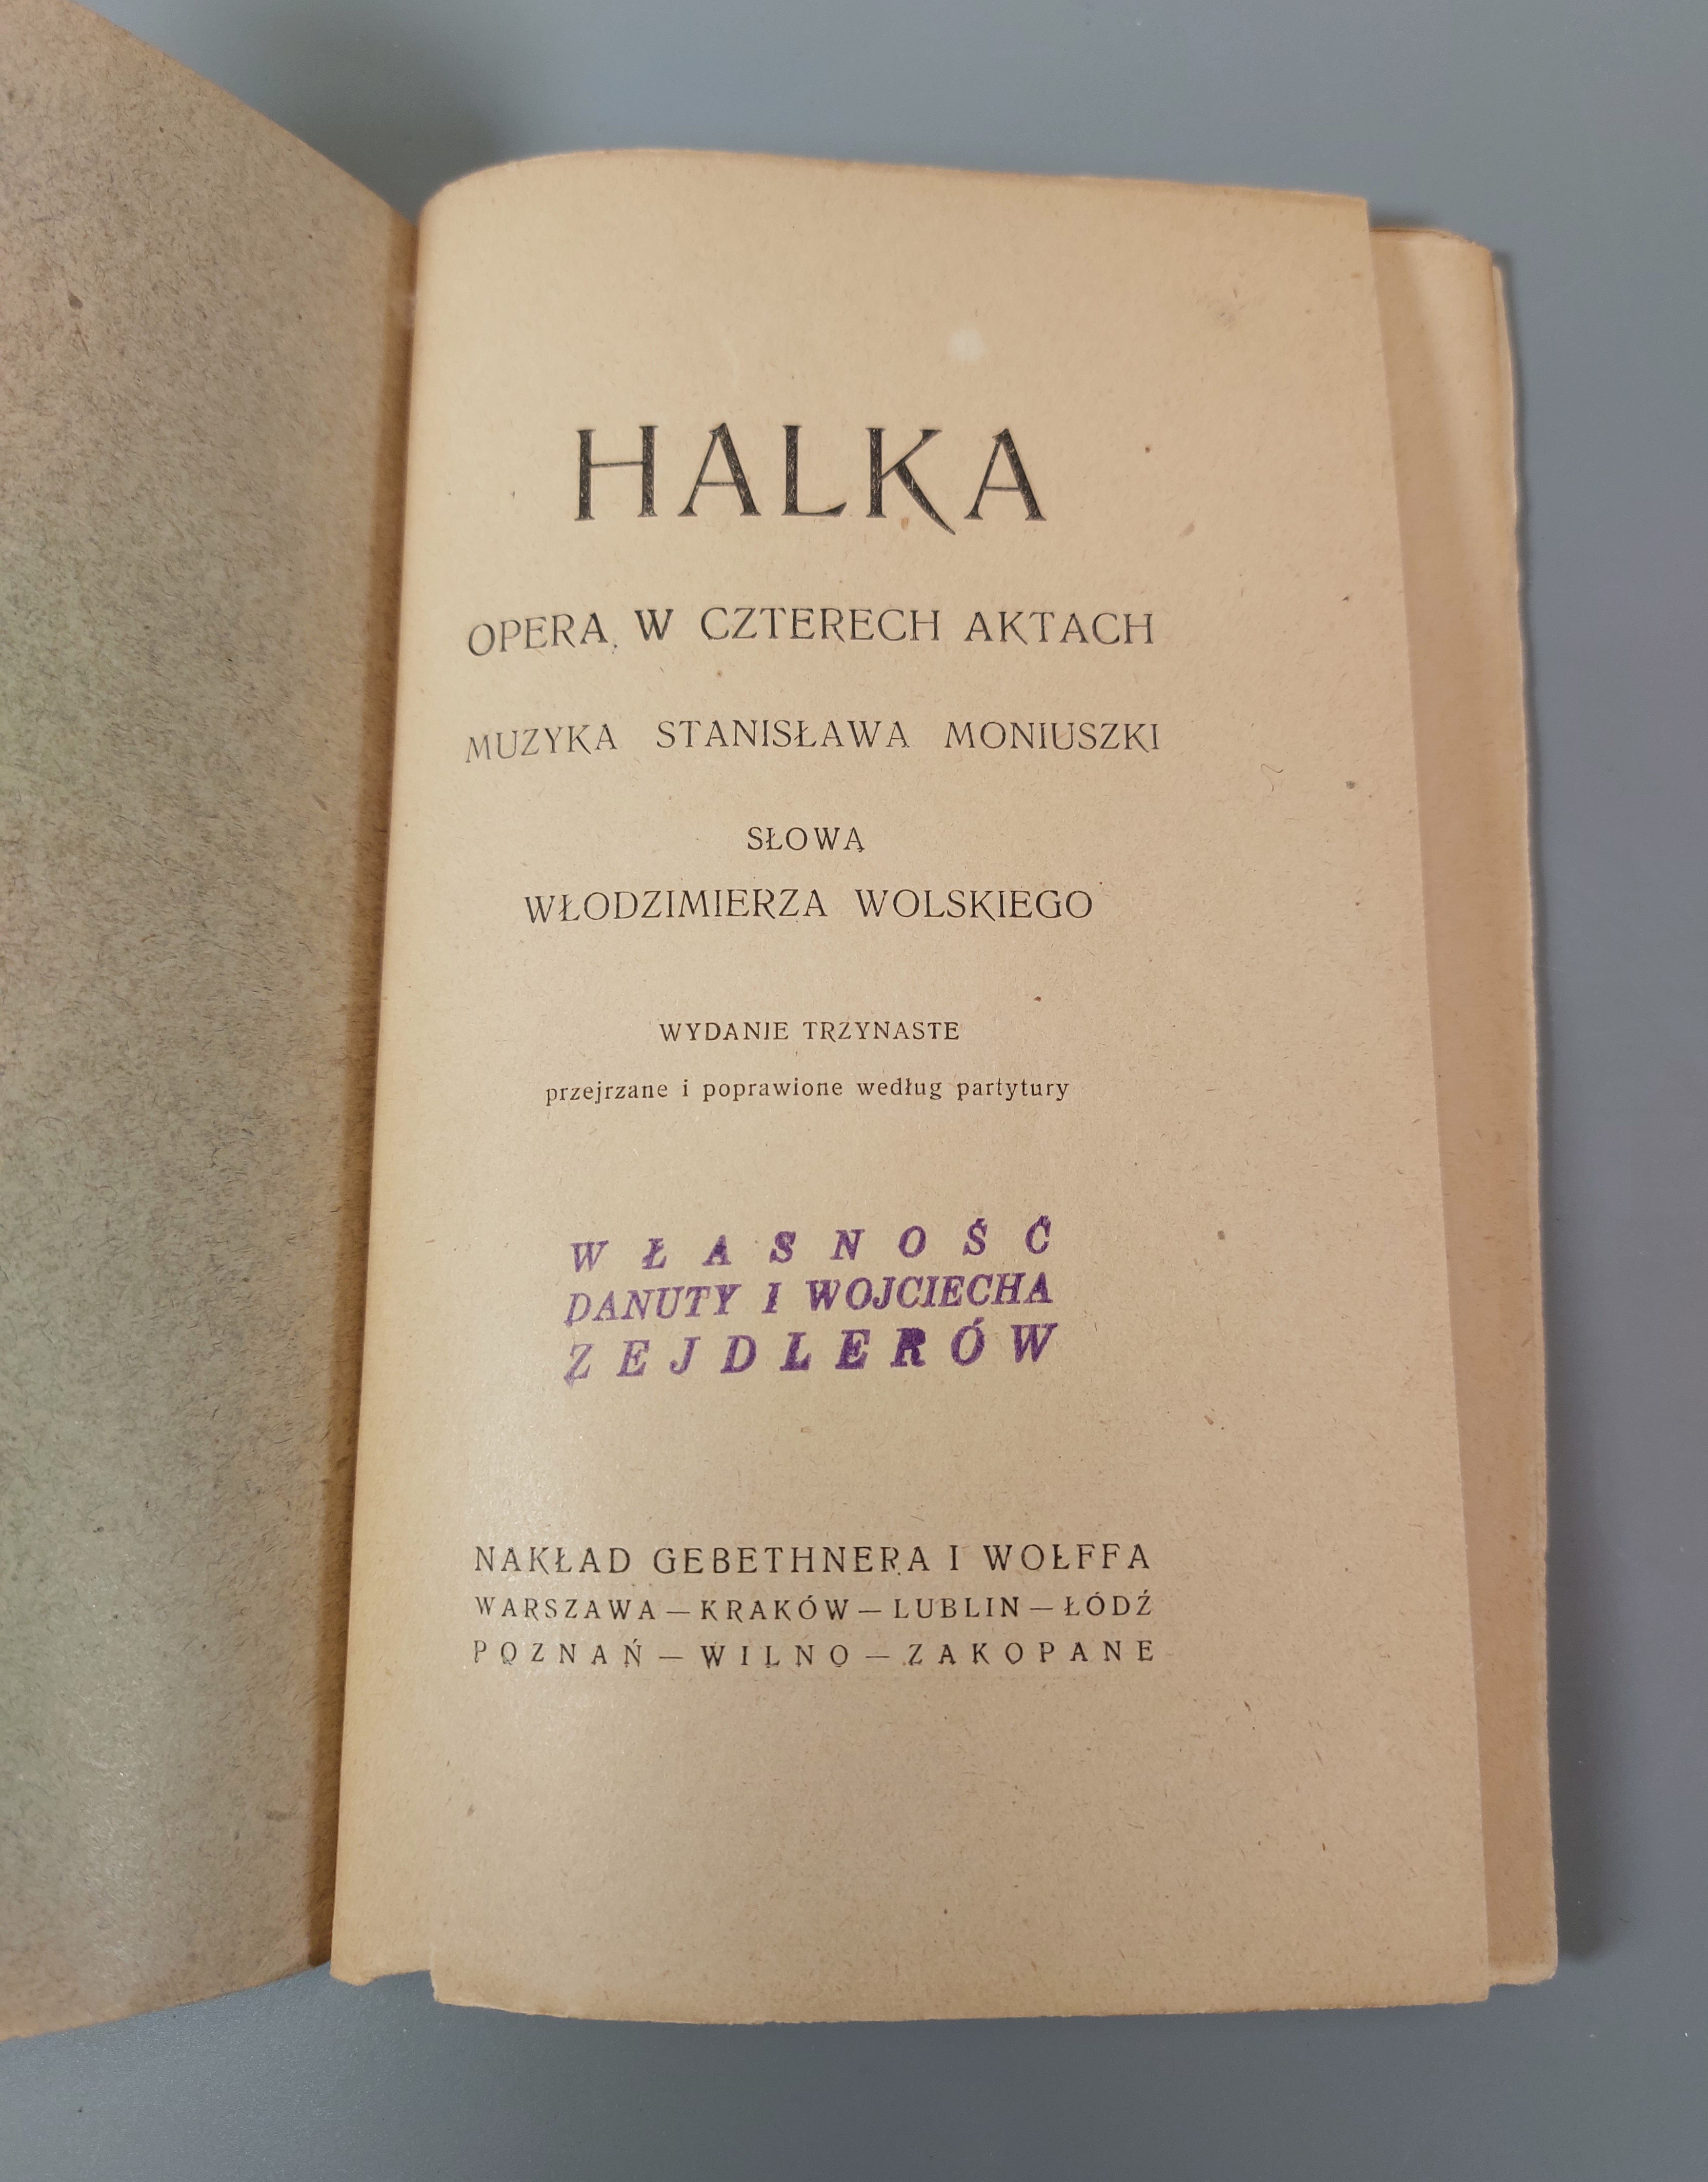 HALKA
OPERA W CZTERECH AKTACH
MUZYKA STANISŁAWA MONIUSZKI
SŁOWA
WŁODZIMIERZA WOLSKIEGO
WYDANIE TRZYNASTE
przejrzane i poprawione według partytury
WŁASNOŚĆ
DANUTY I WOJCIECHA
ZEJDLERÓW
NAKŁAD GEBETHNERA I WOLFFA
WARSZAWA — KRAKÓW — LUBLIN — ŁÓDŹ
POZNAŃ — WILNO — ZAKOPANE